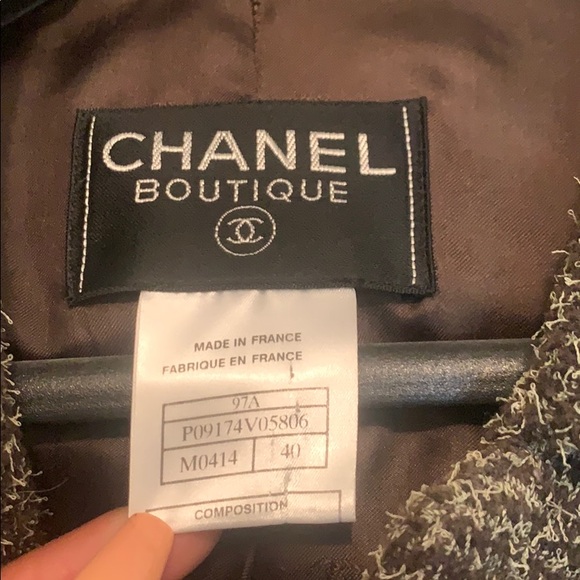 CHANEL
BOUTIQUE
MADE IN FRANCE
FABRIQUE EN FRANCE
97A
P09174V05806
M0414 40
COMPOSITION